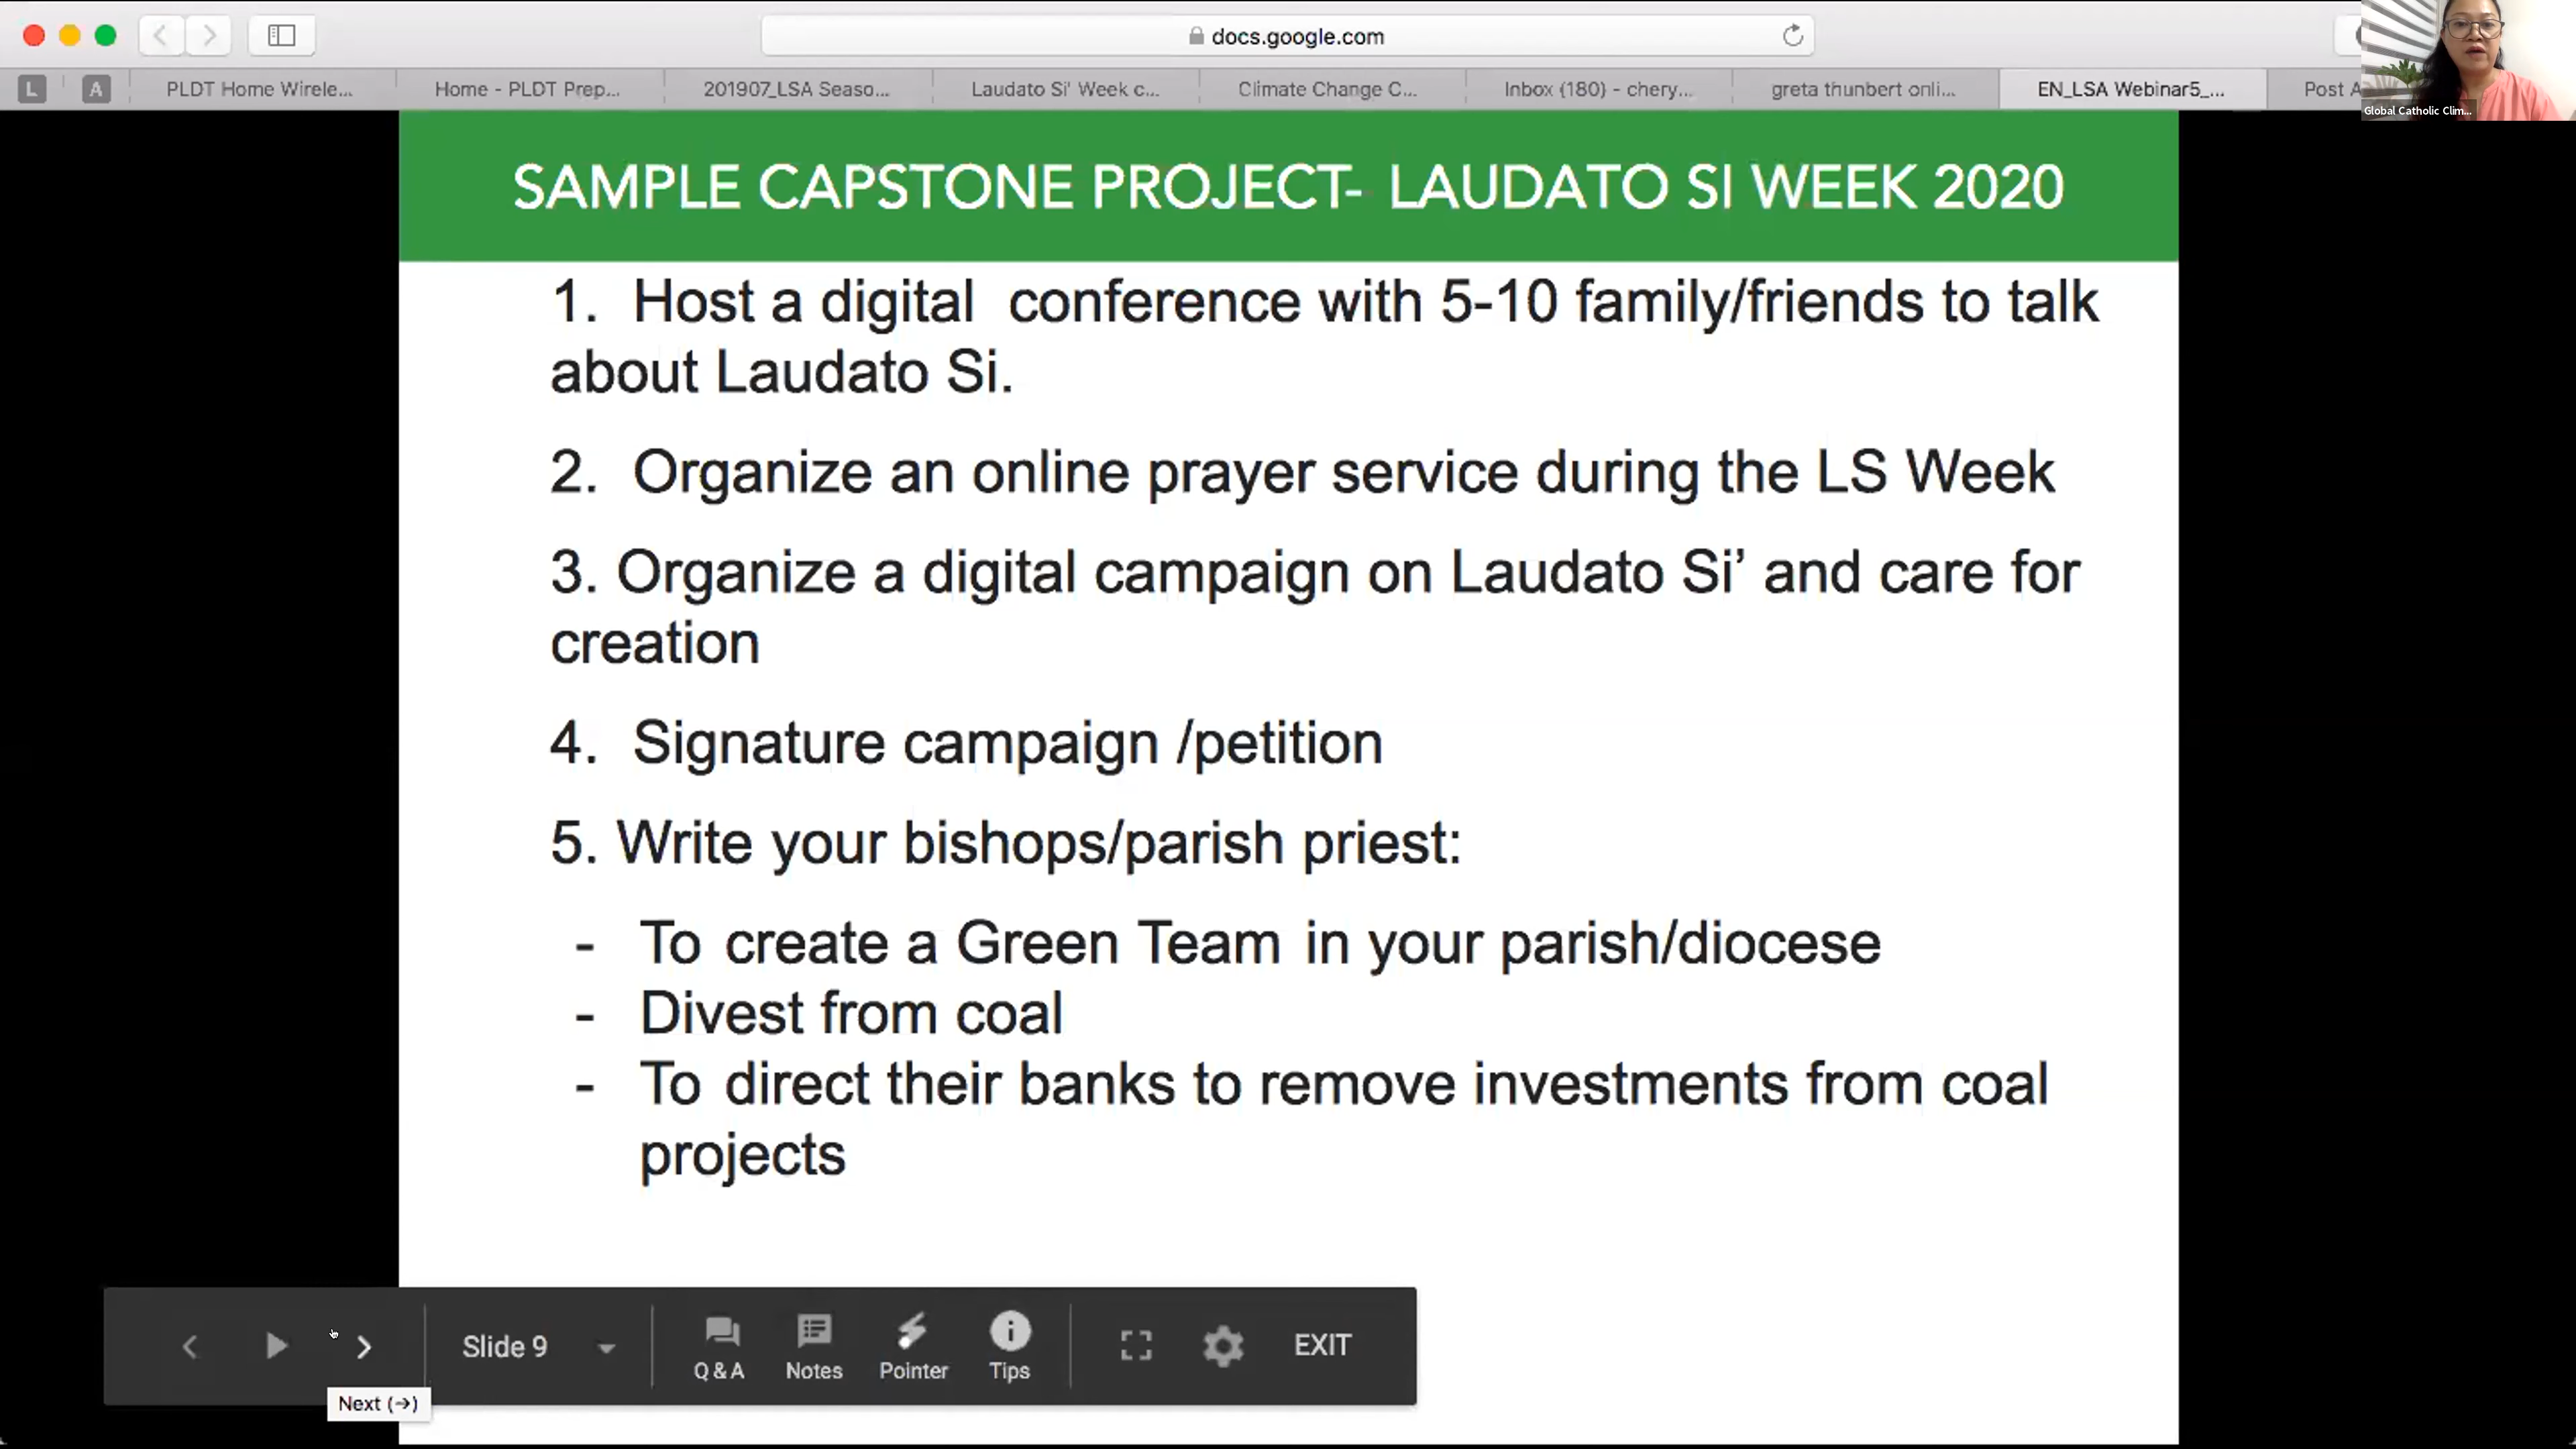 docs.google.com
L
A
PLDT Home Wirele...
Home - PLDT Prep...
201907_LSA Seaso...
Laudato Si' Week c...
Climate Change C...
Inbox (180) - chery...
greta thunbert onli...
EN_LSA Webinar5_...
Post A
Global Catholic Clim...
SAMPLE CAPSTONE PROJECT- LAUDATO SI WEEK 2020
1. Host a digital conference with 5-10 family/friends to talk
about Laudato Si.
2. Organize an online prayer service during the LS Week
3. Organize a digital campaign on Laudato Si’ and care for
creation
4. Signature campaign /petition
5. Write your bishops/parish priest:
- To create a Green Team in your parish/diocese
- Divest from coal
- To direct their banks to remove investments from coal
projects
Slide 9
Q & A
Notes
Pointer
Tips
EXIT
Next (→)